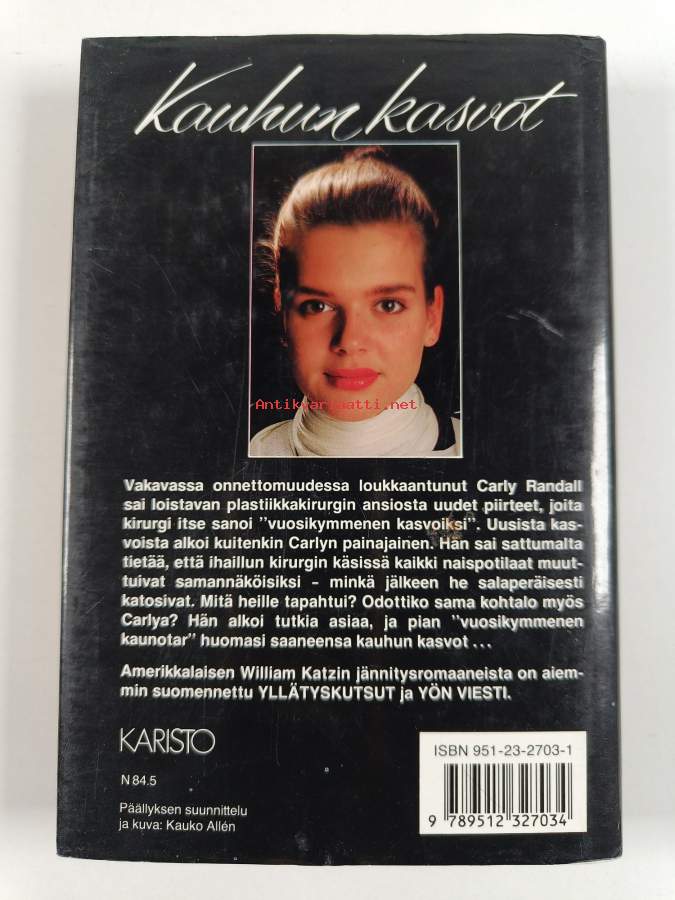 Kauhun kasvot
Antikvariaatti.net
Vakavassa onnettomuudessa loukkaantunut Carly Randall
sai loistavan plastiikkakirurgin ansiosta uudet piirteet, joita
kirurgi itse sanoi "vuosikymmenen kasvoiksi". Uusista kas-
voista alkoi kuitenkin Carlyn painajainen. Hän sai sattumalta
tietää, että ihaillun kirurgin käsissä kaikki naispotilaat muut-
tuivat samannäköisiksi – minkä jälkeen he salaperäisesti
katosivat. Mitä heille tapahtui? Odottiko sama kohtalo myös
Carlya? Hän alkoi tutkia asiaa, ja pian "vuosikymmenen
kaunotar" huomasi saaneensa kauhun kasvot ...
Amerikkalaisen William Katzin jännitysromaaneista on aiem-
min suomennettu YLLÄTYSKUTSUT ja YÖN VIESTI.
KARISTO
N 84.5
Päällyksen suunnittelu
ja kuva: Kauko Allén
ISBN 951-23-2703-1
9 789512 327034